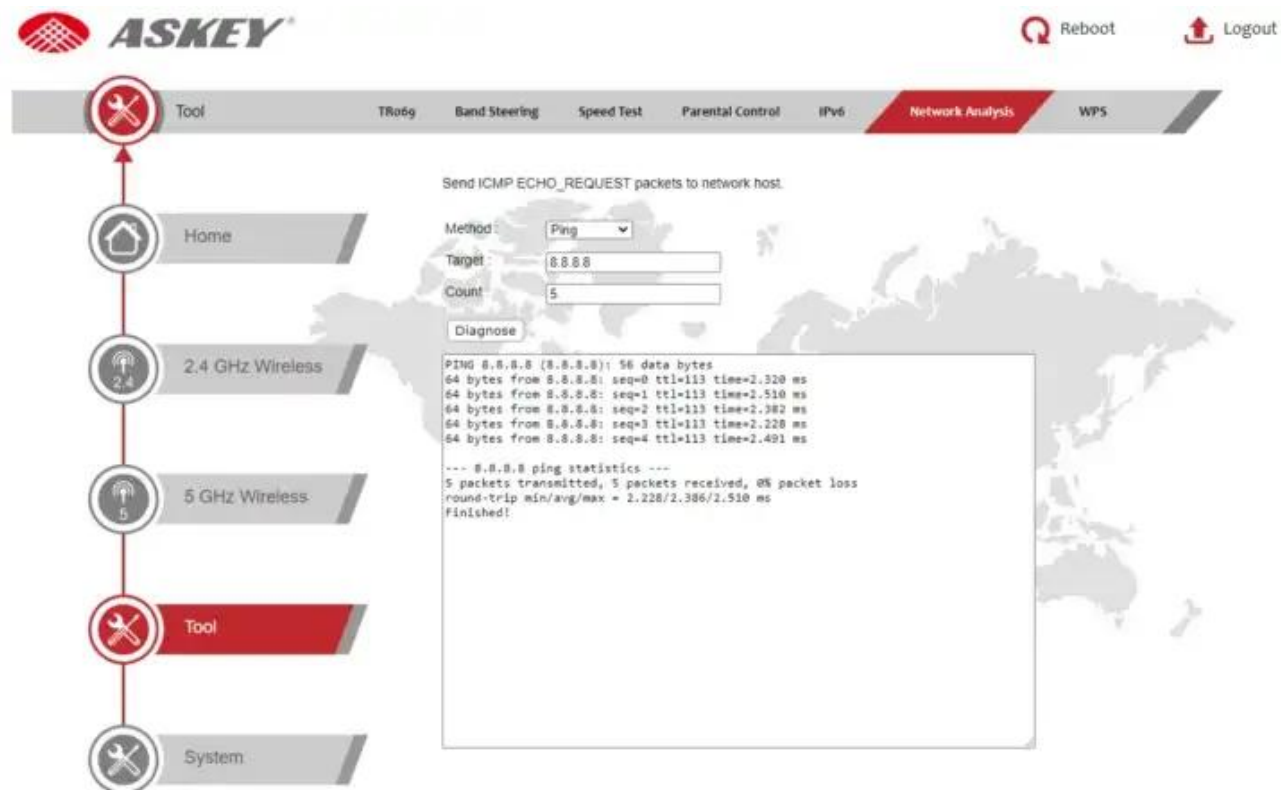 ASKEY
Reboot
Logout
Tool
TR069
Band Steering
Speed Test
Parental Control
IPv6
Network Analysis
WPS
Send ICMP ECHO_REQUEST packets to network host.
Home
Method :
Ping
Target :
8.8.8.8
Count
5
Diagnose
2.4
2.4 GHz Wireless
PING 8.8.8.8 (8.8.8.8): 56 data bytes
64 bytes from 8.8.8.8: seq=0 ttl=113 time=2.320 ms
64 bytes from 8.8.8.8: seq=1 ttl=113 time=2.510 ms
64 bytes from 8.8.8.8: seq=2 ttl=113 time=2.382 ms
64 bytes from 8.8.8.8: seq=3 ttl=113 time=2.228 ms
64 bytes from 8.8.8.8: seq=4 ttl=113 time=2.491 ms
--- 8.8.8.8 ping statistics ---
5 packets transmitted, 5 packets received, 0% packet loss
round-trip min/avg/max = 2.228/2.386/2.510 ms
Finished!
5
5 GHz Wireless
Tool
System